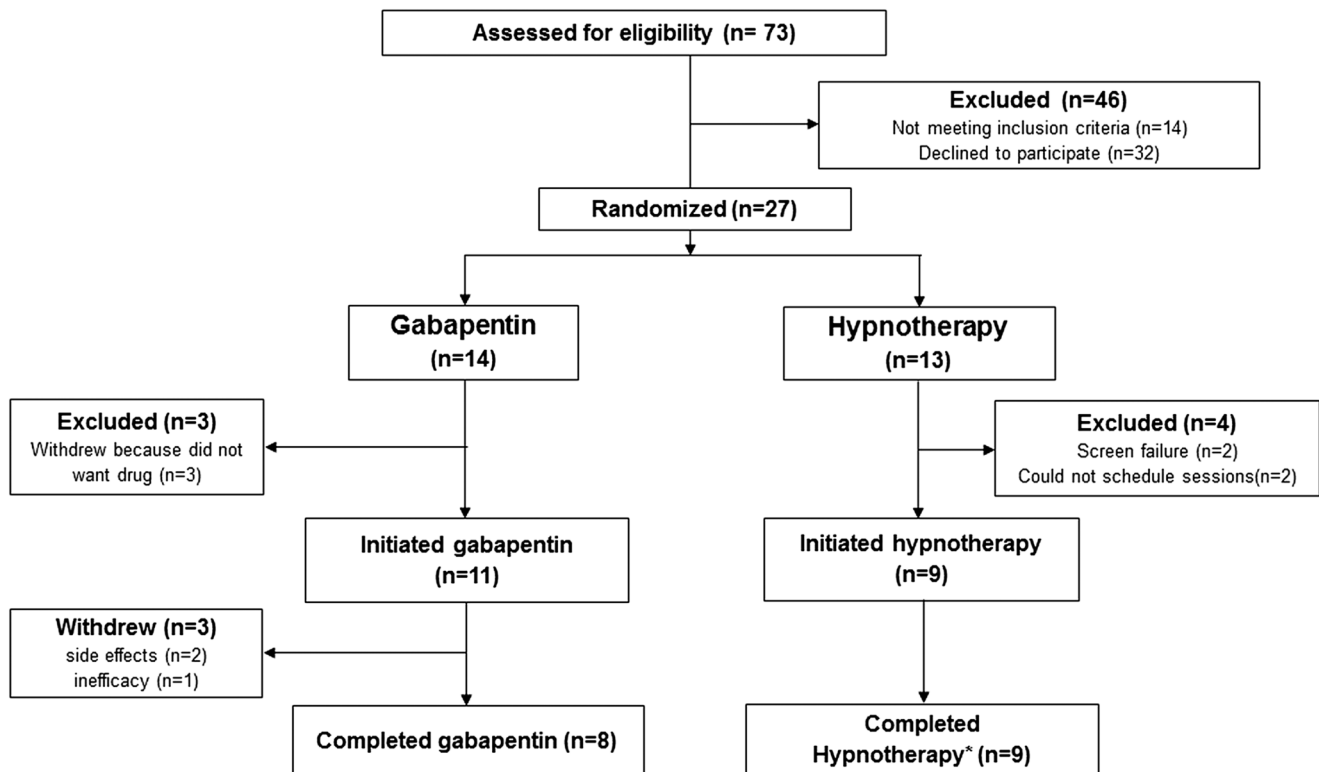 Assessed for eligibility (n= 73)
Excluded (n=46)
Not meeting inclusion criteria (n=14)
Declined to participate (n=32)
Randomized (n=27)
Gabapentin
(n=14)
Hypnotherapy
(n=13)
Excluded (n=3)
Withdrew because did not
want drug (n=3)
Excluded (n=4)
Screen failure (n=2)
Could not schedule sessions(n=2)
Initiated gabapentin
(n=11)
Initiated hypnotherapy
(n=9)
Withdrew (n=3)
side effects (n=2)
inefficacy (n=1)
Completed gabapentin (n=8)
Completed
Hypnotherapy* (n=9)